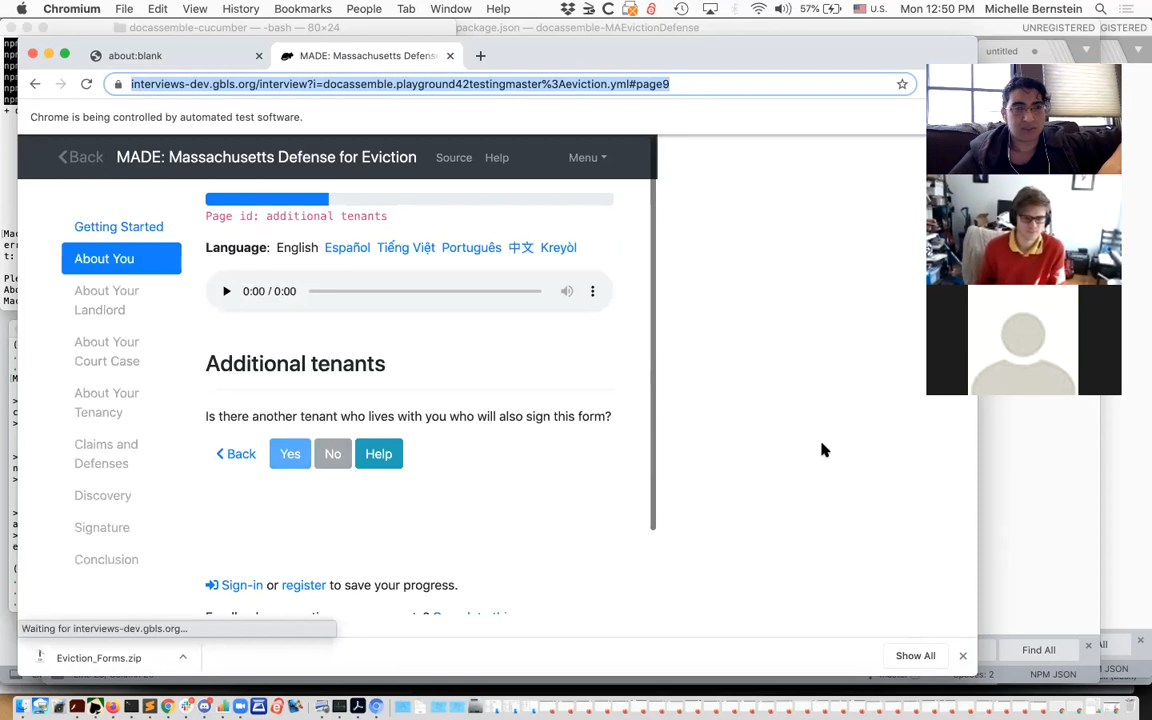 Chromium File Edit View History Bookmarks People Tab Window Help 57% U.S. Mon 12:50 PM Michelle Bernstein
docassemble-cucumber — -bash — 80×24
package.json — docassemble-MAEvictionDefense
UNREGISTERED GISTERED
about:blank
MADE: Massachusetts Defense
untitled
interviews-dev.gbls.org/interview?i=docassemble.playground42testingmaster%3Aeviction.yml#page9
Chrome is being controlled by automated test software.
Back MADE: Massachusetts Defense for Eviction Source Help Menu
Page id: additional tenants
Getting Started
About You
About Your Landlord
About Your Court Case
About Your Tenancy
Claims and Defenses
Discovery
Signature
Conclusion
Language: English Español Tiếng Việt Português 中文 Kreyòl
0:00 / 0:00
Additional tenants
Is there another tenant who lives with you who will also sign this form?
Back Yes No Help
Sign-in or register to save your progress.
Waiting for interviews-dev.gbls.org...
Eviction_Forms.zip
Show All
Find All
Spaces: 2
NPM JSON